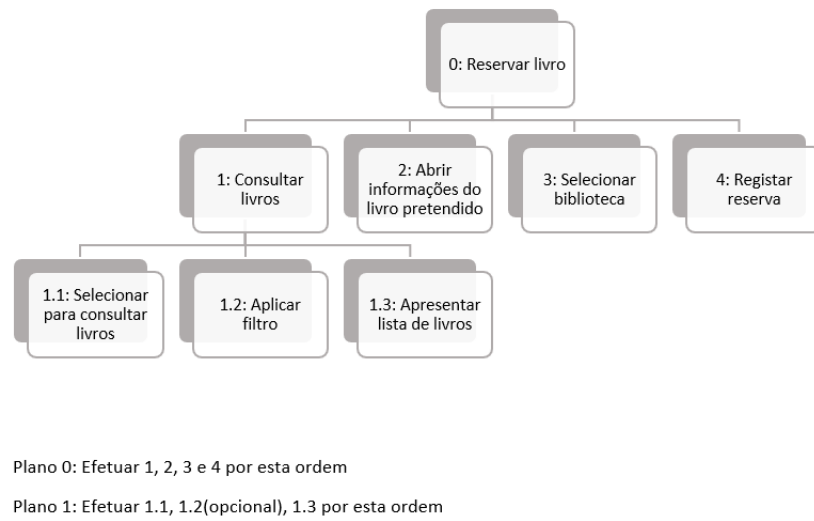 0: Reservar livro
1: Consultar
livros
2: Abrir
informações do
livro pretendido
3: Selecionar
biblioteca
4: Registar
reserva
1.1: Selecionar
para consultar
livros
1.2: Aplicar
filtro
1.3: Apresentar
lista de livros
Plano 0: Efetuar 1, 2, 3 e 4 por esta ordem
Plano 1: Efetuar 1.1, 1.2(opcional), 1.3 por esta ordem